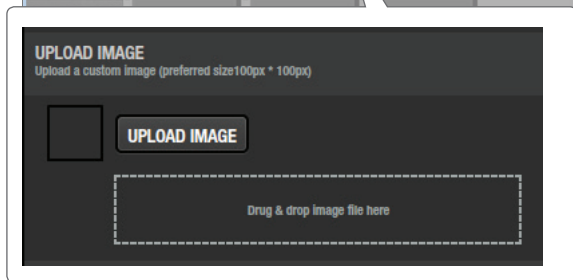 UPLOAD IMAGE
Upload a custom image (preferred size100px * 100px)
UPLOAD IMAGE
Drug & drop image file here